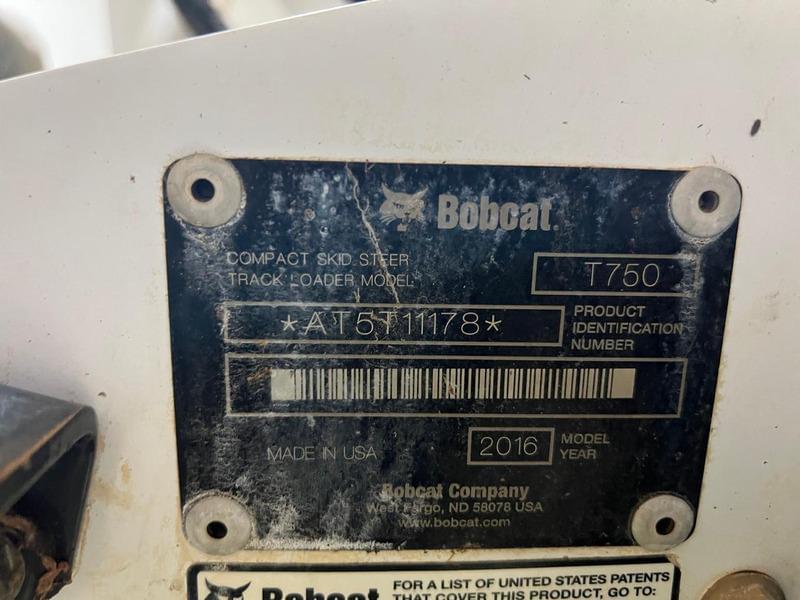 Bobcat.
COMPACT SKID STEER
TRACK LOADER MODEL
T750
*AT5T11178*
PRODUCT
IDENTIFICATION
NUMBER
MADE IN USA
2016
MODEL
YEAR
Bobcat Company
West Fargo, ND 58078 USA
www.bobcat.com
Bobcat
FOR A LIST OF UNITED STATES PATENTS
THAT COVER THIS PRODUCT, GO TO: